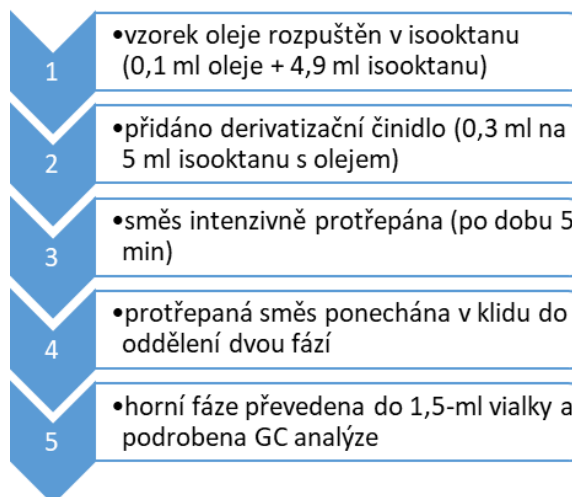 1
•vzorek oleje rozpuštěn v isooktanu
(0,1 ml oleje + 4,9 ml isooktanu)
2
•přidáno derivatizační činidlo (0,3 ml na
5 ml isooktanu s olejem)
3
•směs intenzivně protřepána (po dobu 5
min)
4
•protřepaná směs ponechána v klidu do
oddělení dvou fází
5
•horní fáze převedena do 1,5-ml vialky a
podrobena GC analýze